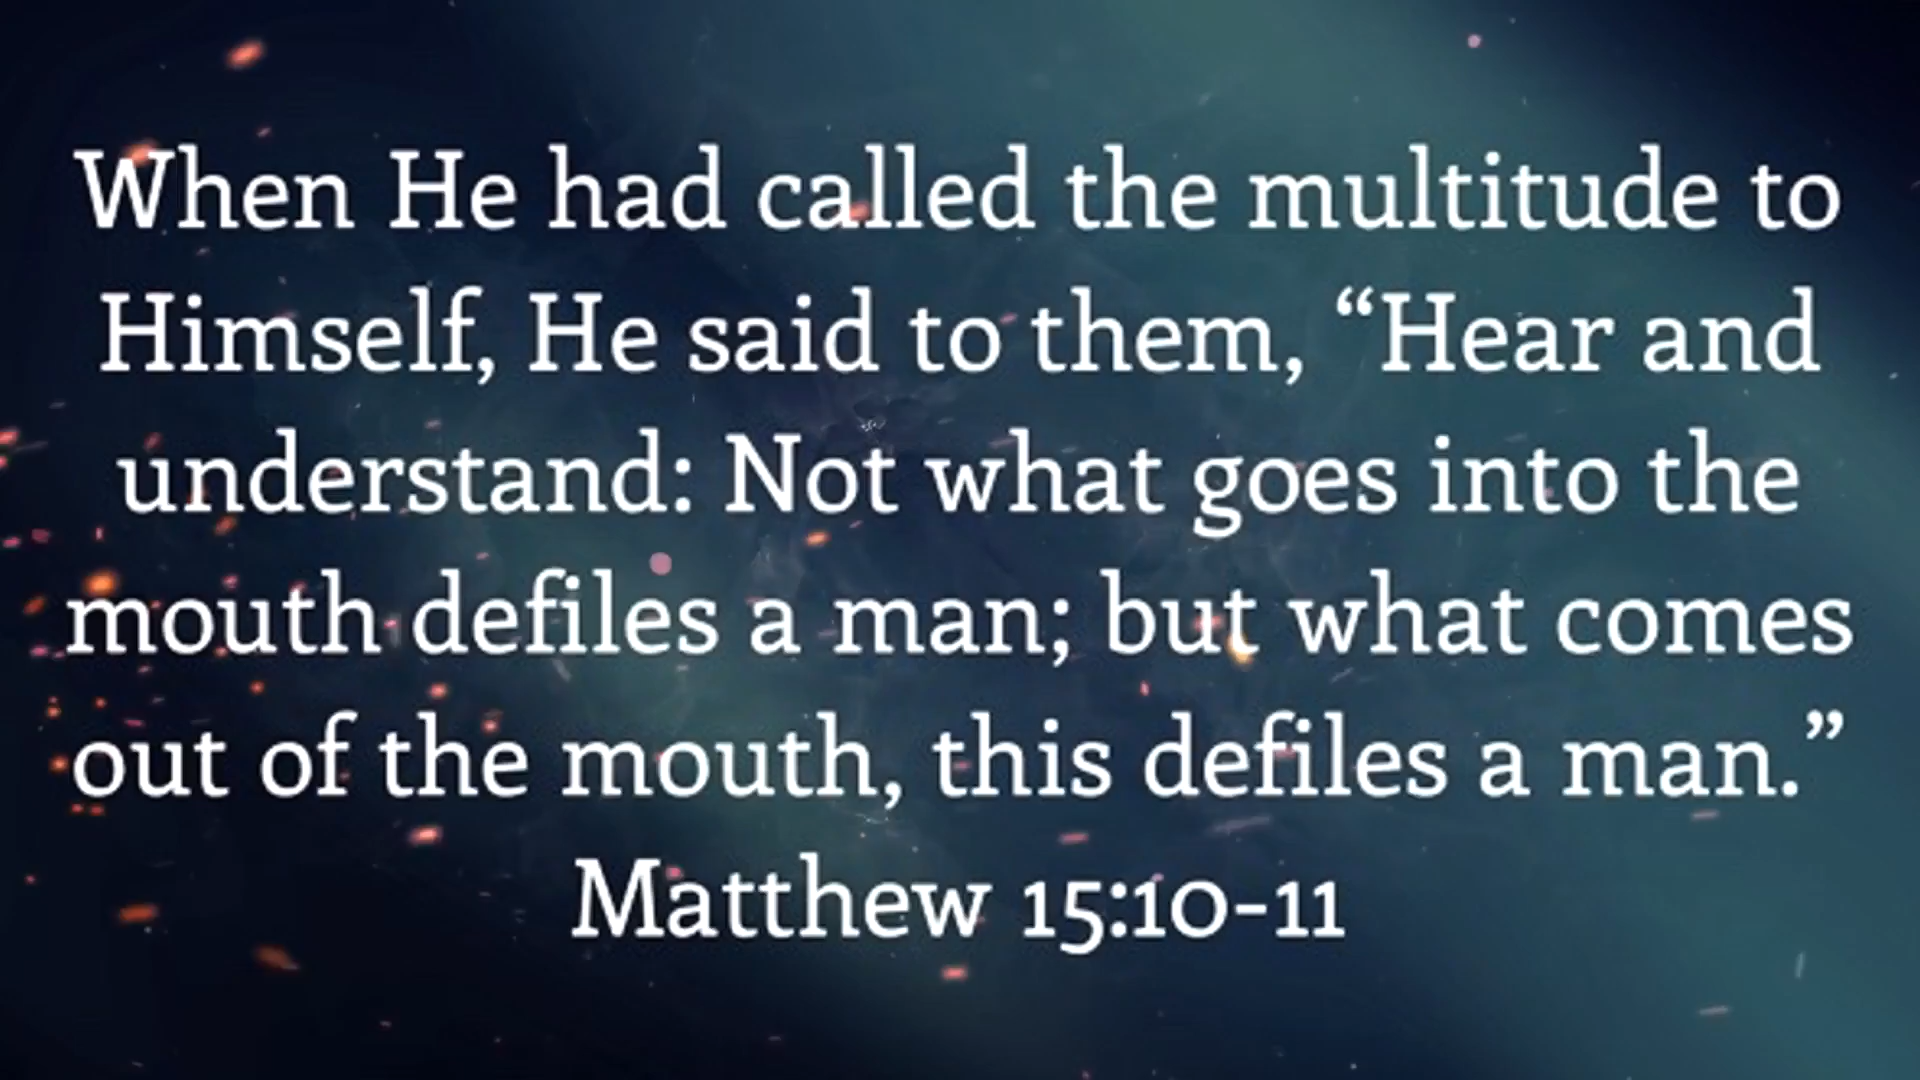 When He had called the multitude to
Himself, He said to them, “Hear and
understand: Not what goes into the
mouth defiles a man; but what comes
out of the mouth, this defiles a man.”
Matthew 15:10-11